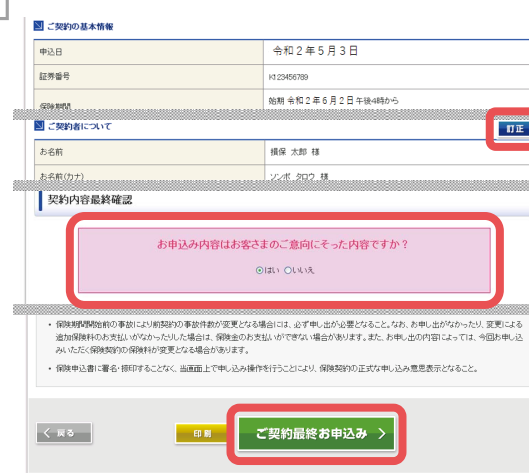 ご契約の基本情報
申込日 令和2年5月3日
証券番号 K123456789
保険期間 始期 令和2年6月2日午後4時から
ご契約者について 訂正
お名前 損保 太郎 様
お名前(カナ) ソンポ タロウ 様
契約内容最終確認
お申込み内容はお客さまのご意向にそった内容ですか?
はい いいえ
• 保険期間開始前の事故により前契約の事故件数が変更となる場合には、必ず申し出が必要となること。なお、お申し出がなかったり、変更による
追加保険料のお支払いがなかったりした場合は、保険金のお支払いができない場合があります。また、お申し出の内容によっては、今回お申し込
みいただく保険契約の保険料が変更となる場合があります。
• 保険申込書に署名・捺印することなく、当画面上で申し込み操作を行うことにより、保険契約の正式な申し込み意思表示となること。
< 戻る 印刷 ご契約最終お申込み >